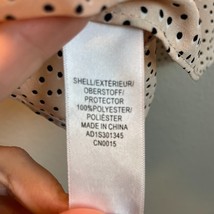 SHELL/EXTÉRIEUR/
OBERSTOFF/
PROTECTOR
100%POLYESTER/
POLIÉSTER
MADE IN CHINA
AD1S301345
CN0015